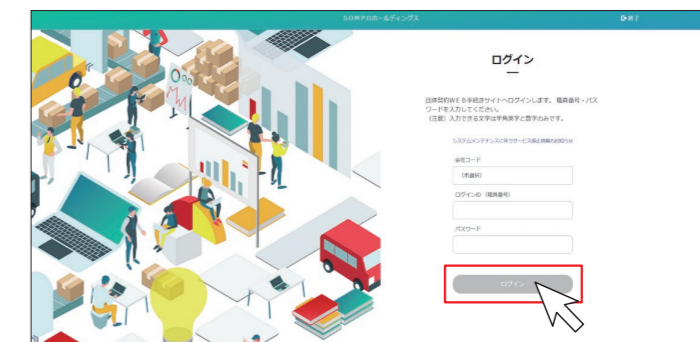 SOMPOホールディングス
終了
ログイン
団体契約WEB手続きサイトへログインします。職員番号・パス
ワードを入力してください。
（注意）入力できる文字は半角英字と数字のみです。
システムメンテナンスに伴うサービス停止時間のお知らせ
会社コード
（未選択）
ログインID（職員番号）
パスワード
ログイン